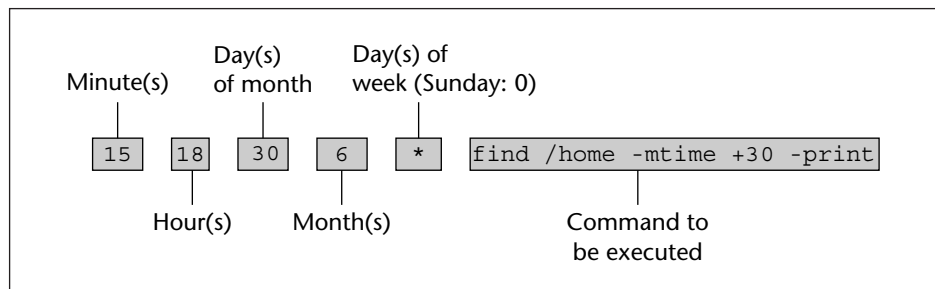 Day(s)
of month
Day(s) of
week (Sunday: 0)
Minute(s)
15 18 30 6 * find /home -mtime +30 -print
Hour(s)
Month(s)
Command to
be executed